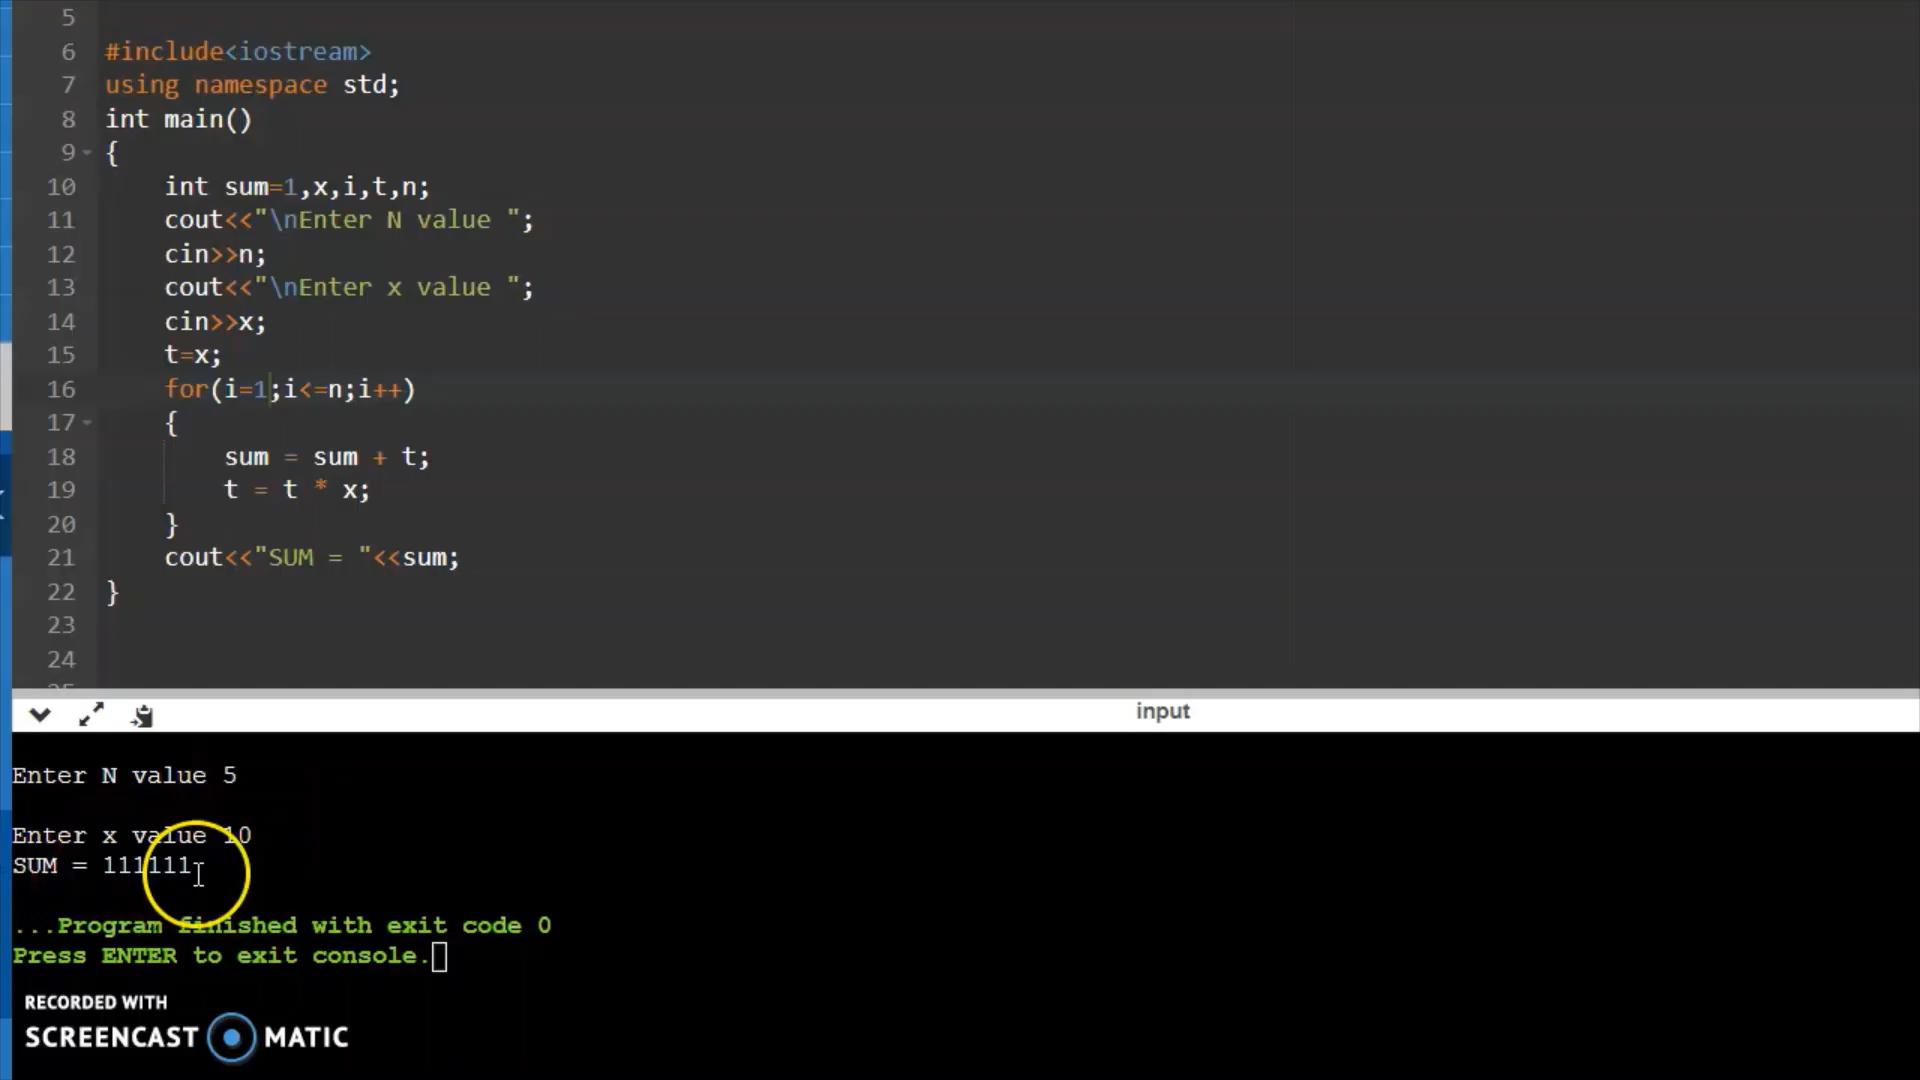 5
6 #include<iostream>
7 using namespace std;
8 int main()
9 {
10 int sum=1,x,i,t,n;
11 cout<<"\nEnter N value ";
12 cin>>n;
13 cout<<"\nEnter x value ";
14 cin>>x;
15 t=x;
16 for(i=1;i<=n;i++)
17 {
18 sum = sum + t;
19 t = t * x;
20 }
21 cout<<"SUM = "<<sum;
22 }
23
24
25
input
Enter N value 5
Enter x value 10
SUM = 111111
...Program finished with exit code 0
Press ENTER to exit console.
RECORDED WITH
SCREENCAST MATIC